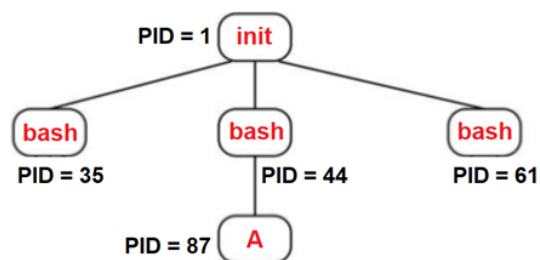 PID = 1 init
bash bash bash
PID = 35 PID = 44 PID = 61
PID = 87 A